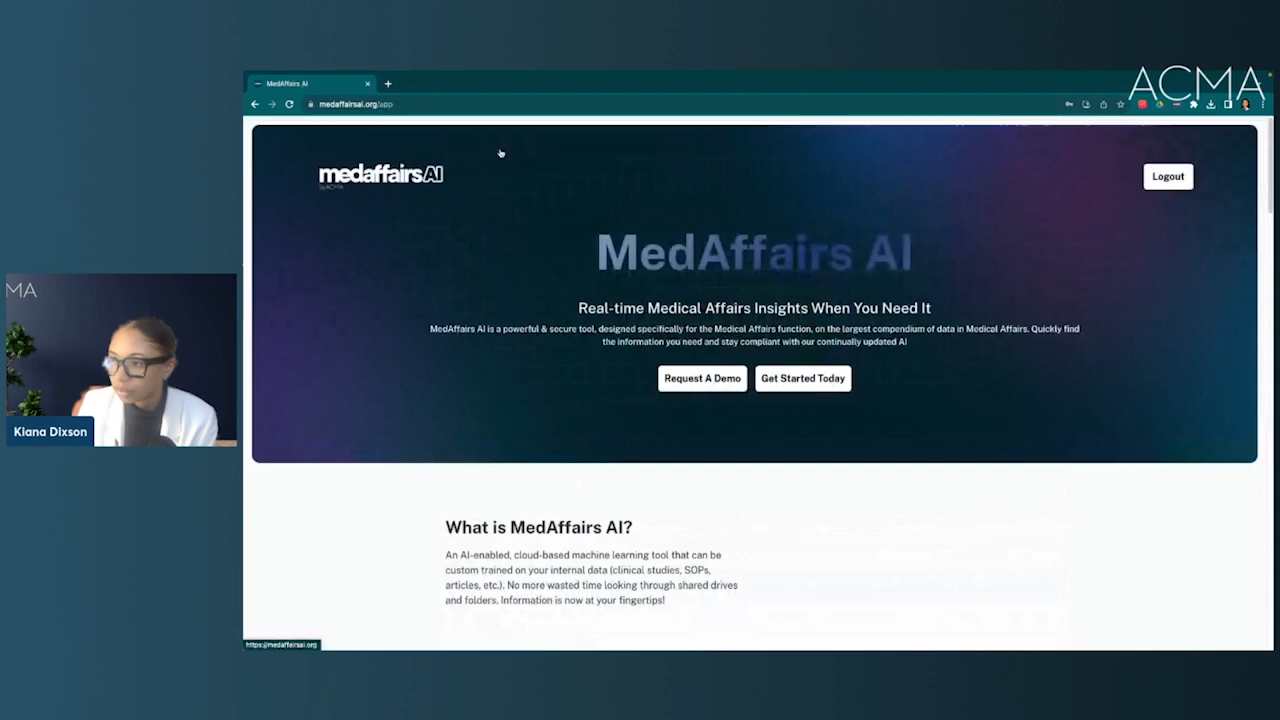 ACMA
MedAffairs AI
medaffairsai.org/app
medaffairsAI
by ACMA
Logout
MedAffairs AI
Real-time Medical Affairs Insights When You Need It
MedAffairs AI is a powerful & secure tool, designed specifically for the Medical Affairs function, on the largest compendium of data in Medical Affairs. Quickly find
the information you need and stay compliant with our continually updated AI
Request A Demo
Get Started Today
MA
Kiana Dixson
What is MedAffairs AI?
An AI-enabled, cloud-based machine learning tool that can be
custom trained on your internal data (clinical studies, SOPs,
articles, etc.). No more wasted time looking through shared drives
and folders, Information is now at your fingertips!
https://medaffairsai.org